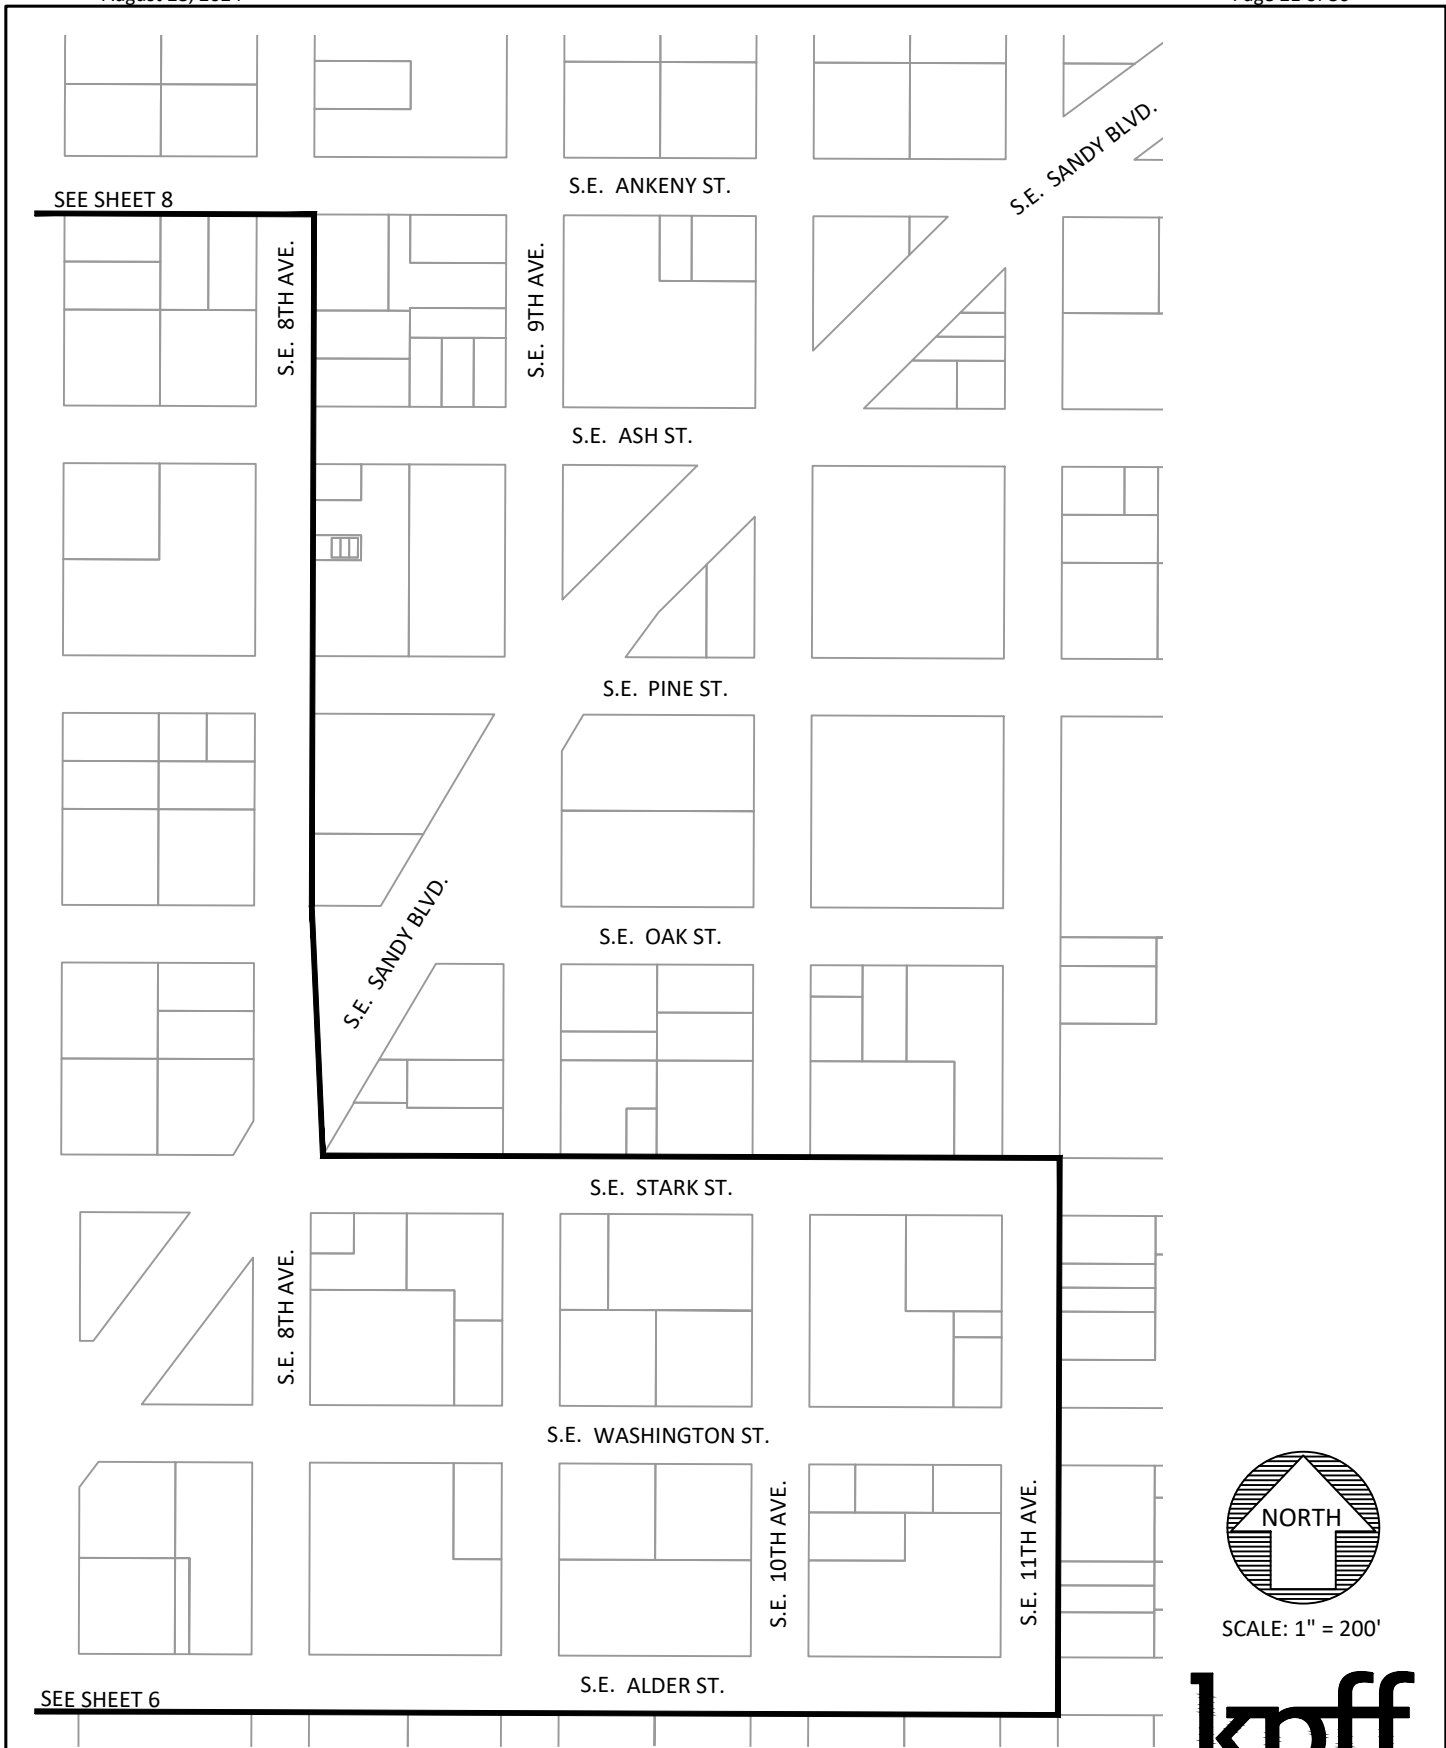 S.E. SANDY BLVD.
S.E. ANKENY ST.
SEE SHEET 8
S.E. 8TH AVE.
S.E. 9TH AVE.
S.E. ASH ST.
S.E. PINE ST.
S.E. SANDY BLVD.
S.E. OAK ST.
S.E. STARK ST.
S.E. 8TH AVE.
S.E. WASHINGTON ST.
S.E. 10TH AVE.
S.E. 11TH AVE.
NORTH
SCALE: 1" = 200'
S.E. ALDER ST.
SEE SHEET 6
kpff